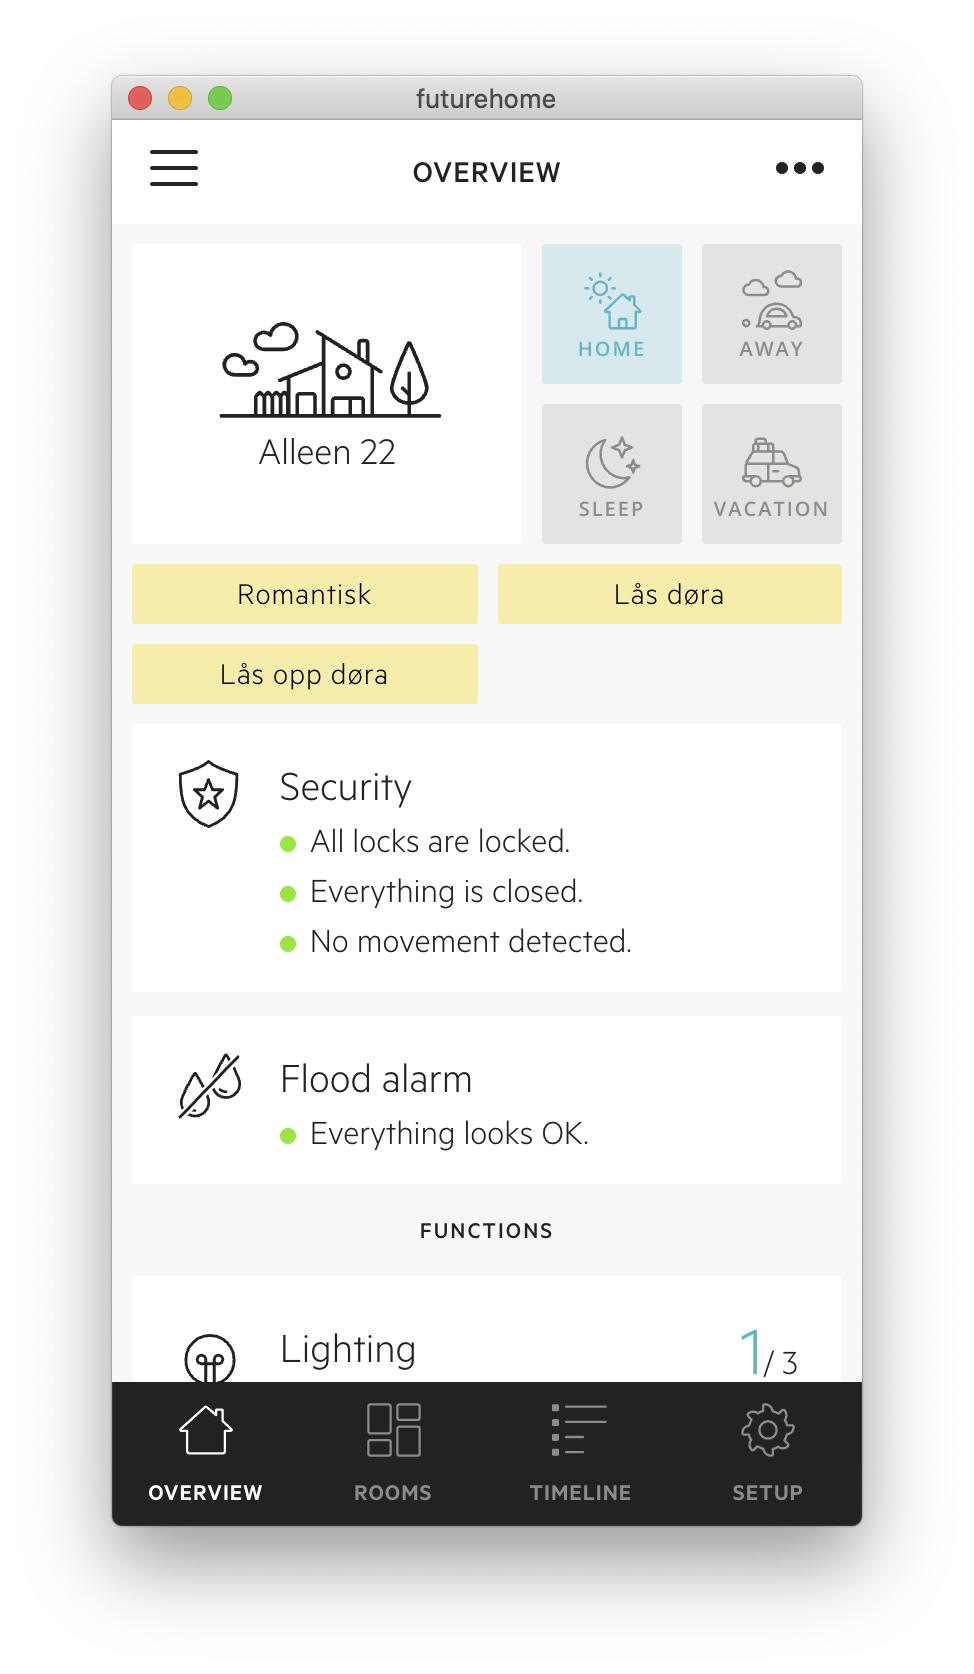 futurehome
OVERVIEW
Alleen 22
HOME
AWAY
SLEEP
VACATION
Romantisk
Lås døra
Lås opp døra
Security
All locks are locked.
Everything is closed.
No movement detected.
Flood alarm
Everything looks OK.
FUNCTIONS
Lighting
1/ 3
OVERVIEW
ROOMS
TIMELINE
SETUP